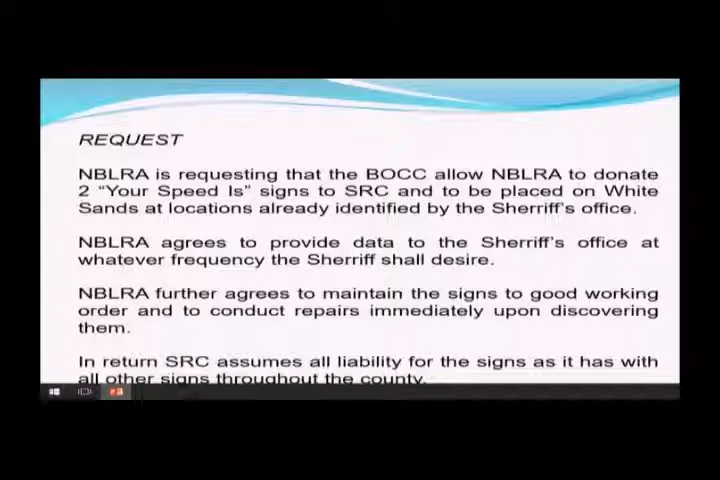 REQUEST
NBLRA is requesting that the BOCC allow NBLRA to donate
2 “Your Speed Is” signs to SRC and to be placed on White
Sands at locations already identified by the Sherriff’s office.
NBLRA agrees to provide data to the Sherriff’s office at
whatever frequency the Sherriff shall desire.
NBLRA further agrees to maintain the signs to good working
order and to conduct repairs immediately upon discovering
them.
In return SRC assumes all liability for the signs as it has with
all other signs throughout the county.